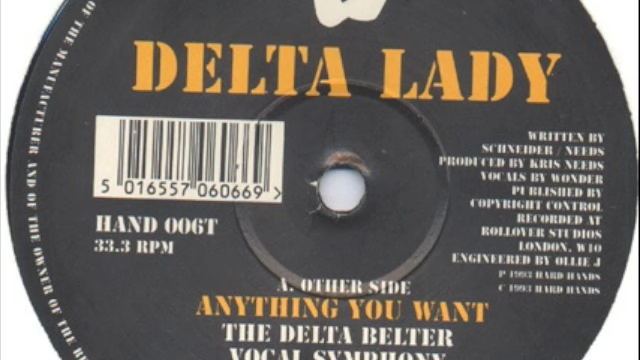 DELTA LADY
5 016557 060669 >
HAND 006T
33.3 RPM
WRITTEN BY
SCHNEIDER / NEEDS
PRODUCED BY KRIS NEEDS
VOCALS BY WONDER
PUBLISHED BY
COPYRIGHT CONTROL
RECORDED AT
ROLLOVER STUDIOS
LONDON, W10
ENGINEERED BY OLLIE J
P 1993 HARD HANDS
C 1993 HARD HANDS
A. OTHER SIDE
ANYTHING YOU WANT
THE DELTA BELTER
VOCAL SYMPHONY
OF THE MANUFACTURER AND OF THE OWNER OF THE